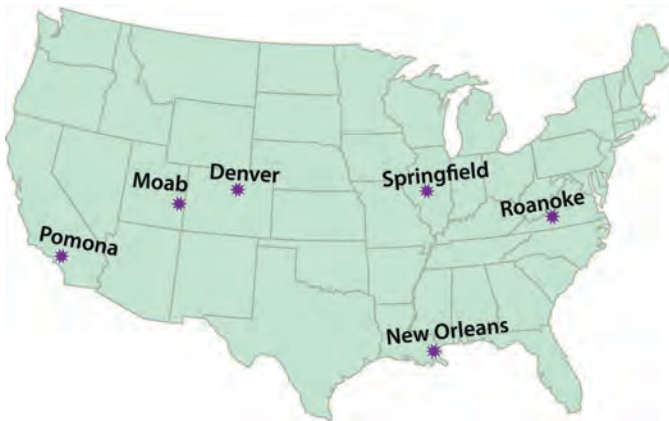 Denver
Springfield
Moab
Roanoke
Pomona
New Orleans